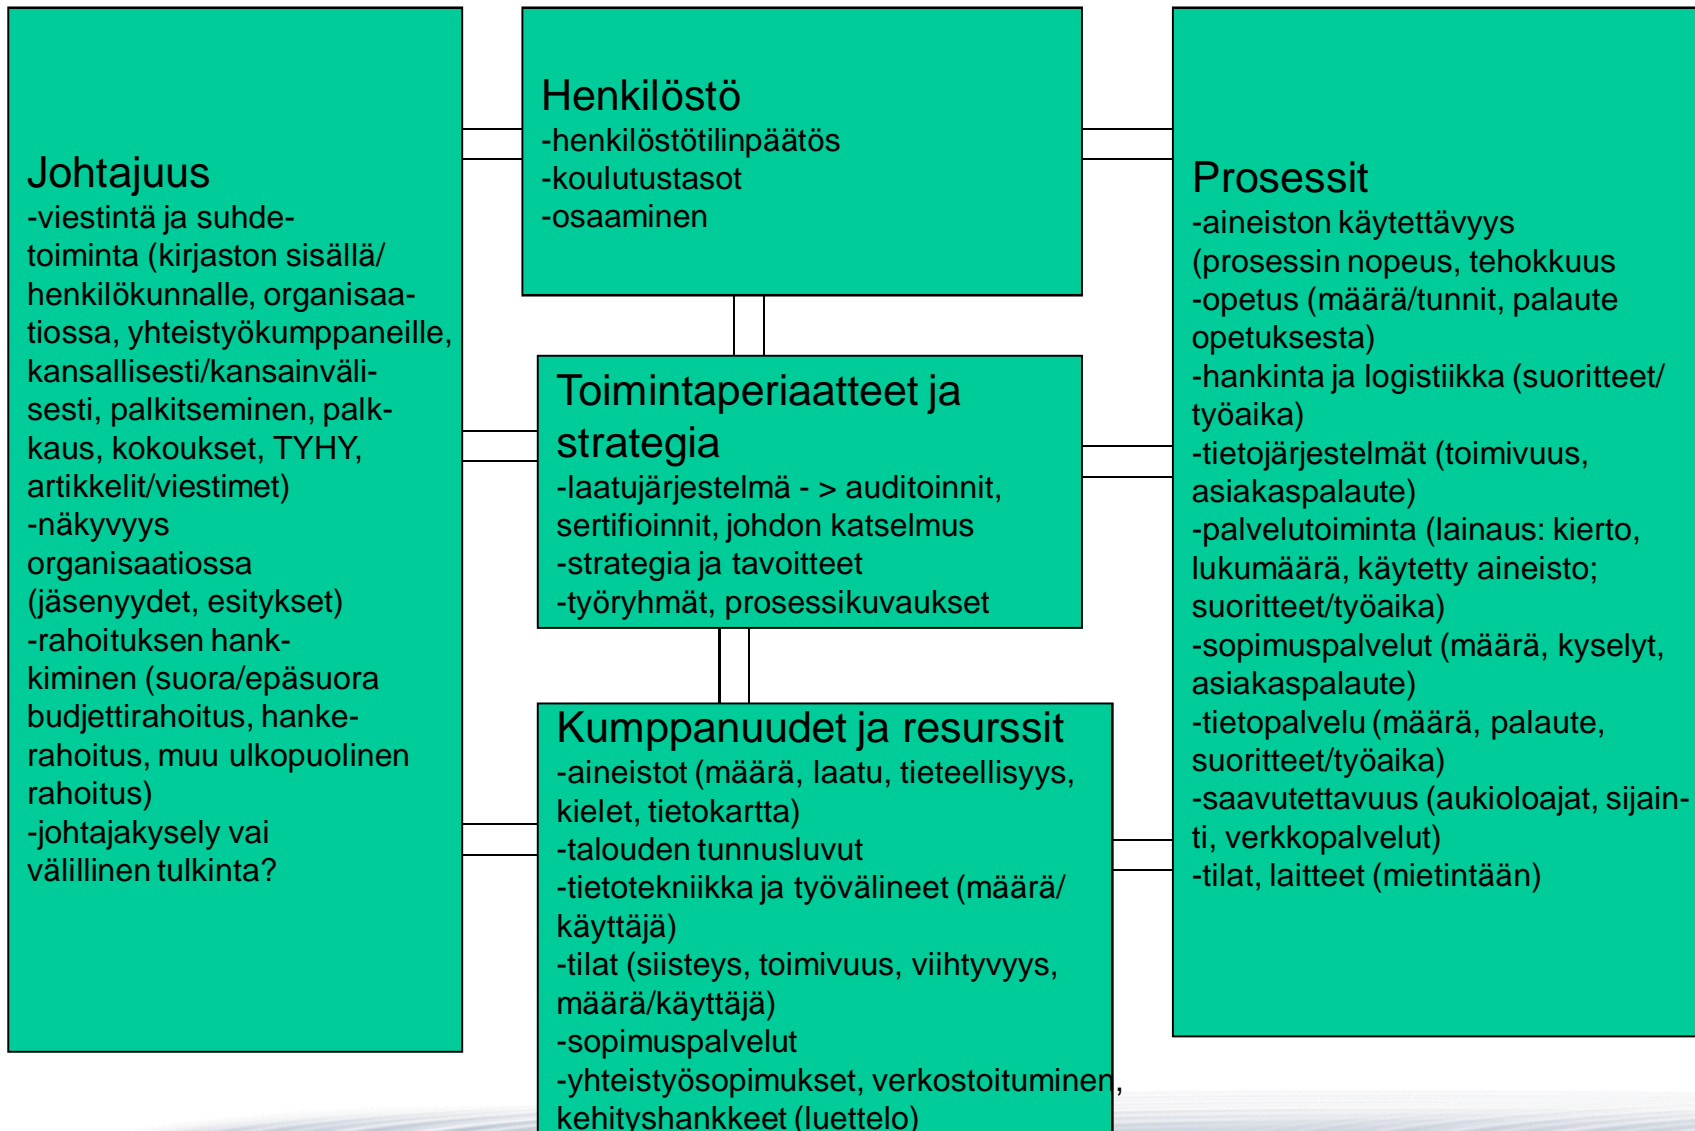 Johtajuus
-viestintä ja suhde-
toiminta (kirjaston sisällä/
henkilökunnalle, organisaa-
tiossa, yhteistyökumppaneille,
kansallisesti/kansainväli-
sesti, palkitseminen, palk-
kaus, kokoukset, TYHY,
artikkelit/viestimet)
-näkyvyys
organisaatiossa
(jäsenyydet, esitykset)
-rahoituksen hank-
kiminen (suora/epäsuora
budjettirahoitus, hanke-
rahoitus, muu ulkopuolinen
rahoitus)
-johtajakysely vai
välillinen tulkinta?
Henkilöstö
-henkilöstötilinpäätös
-koulutustasot
-osaaminen
Toimintaperiaatteet ja
strategia
-laatujärjestelmä - > auditoinnit,
sertifioinnit, johdon katselmus
-strategia ja tavoitteet
-työryhmät, prosessikuvaukset
Kumppanuudet ja resurssit
-aineistot (määrä, laatu, tieteellisyys,
kielet, tietokartta)
-talouden tunnusluvut
-tietotekniikka ja työvälineet (määrä/
käyttäjä)
-tilat (siisteys, toimivuus, viihtyvyys,
määrä/käyttäjä)
-sopimuspalvelut
-yhteistyösopimukset, verkostoituminen,
kehityshankkeet (luettelo)
Prosessit
-aineiston käytettävyys
(prosessin nopeus, tehokkuus
-opetus (määrä/tunnit, palaute
opetuksesta)
-hankinta ja logistiikka (suoritteet/
työaika)
-tietojärjestelmät (toimivuus,
asiakaspalaute)
-palvelutoiminta (lainaus: kierto,
lukumäärä, käytetty aineisto;
suoritteet/työaika)
-sopimuspalvelut (määrä, kyselyt,
asiakaspalaute)
-tietopalvelu (määrä, palaute,
suoritteet/työaika)
-saavutettavuus (aukioloajat, sijain-
ti, verkkopalvelut)
-tilat, laitteet (mietintään)